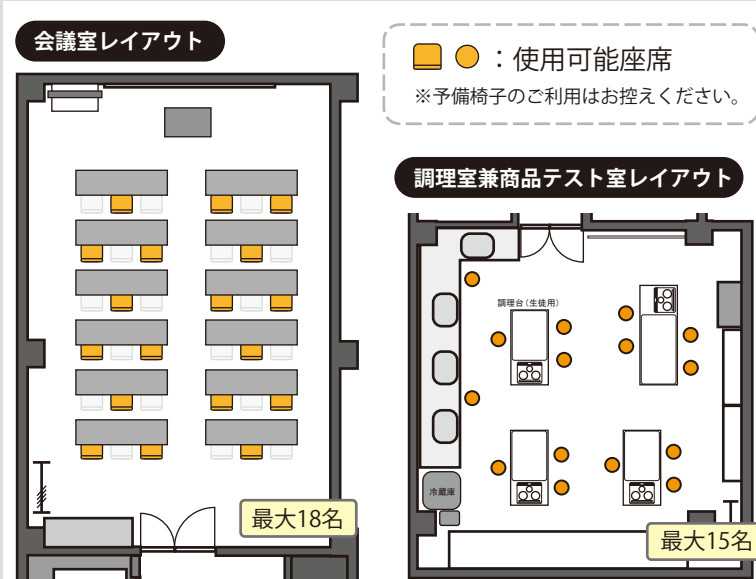 会議室レイアウト
：使用可能座席
※予備椅子のご利用はお控えください。
調理室兼商品テスト室レイアウト
調理台（生徒用）
冷蔵庫
最大18名
最大15名